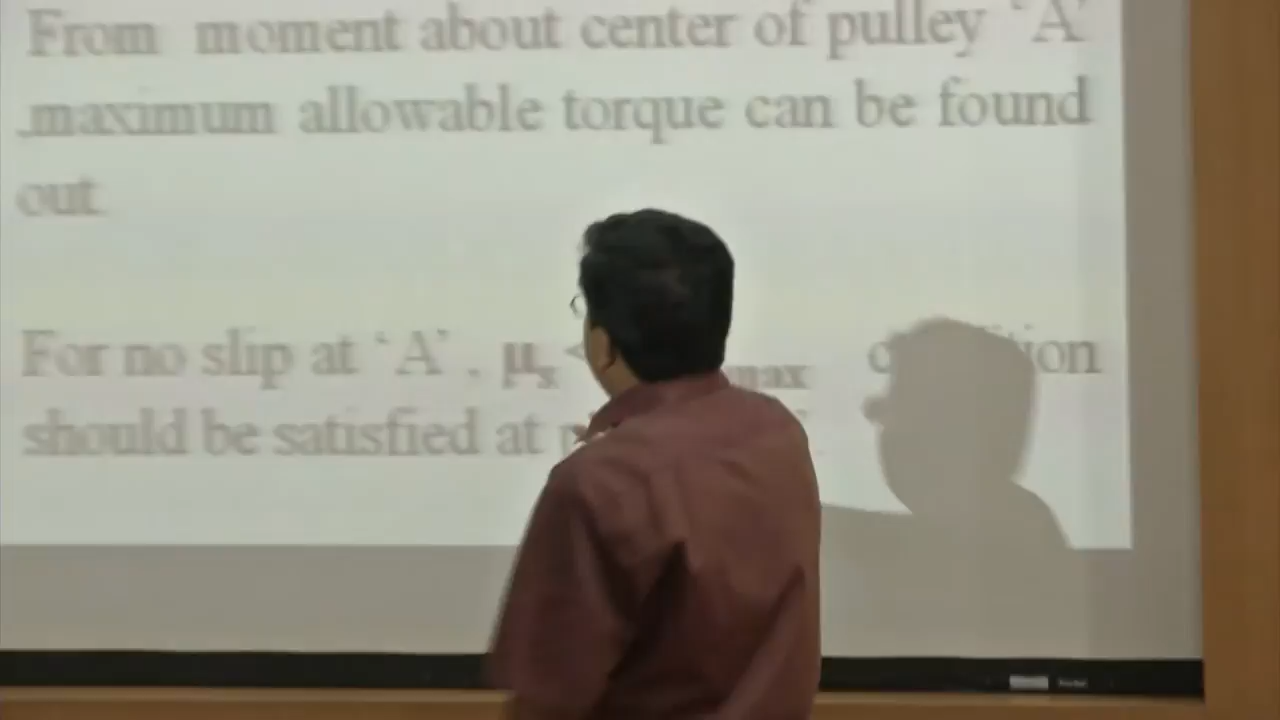 From moment about center of pulley 'A'
,maximum allowable torque can be found
out.
For no slip at 'A', μs < max
should be satisfied at